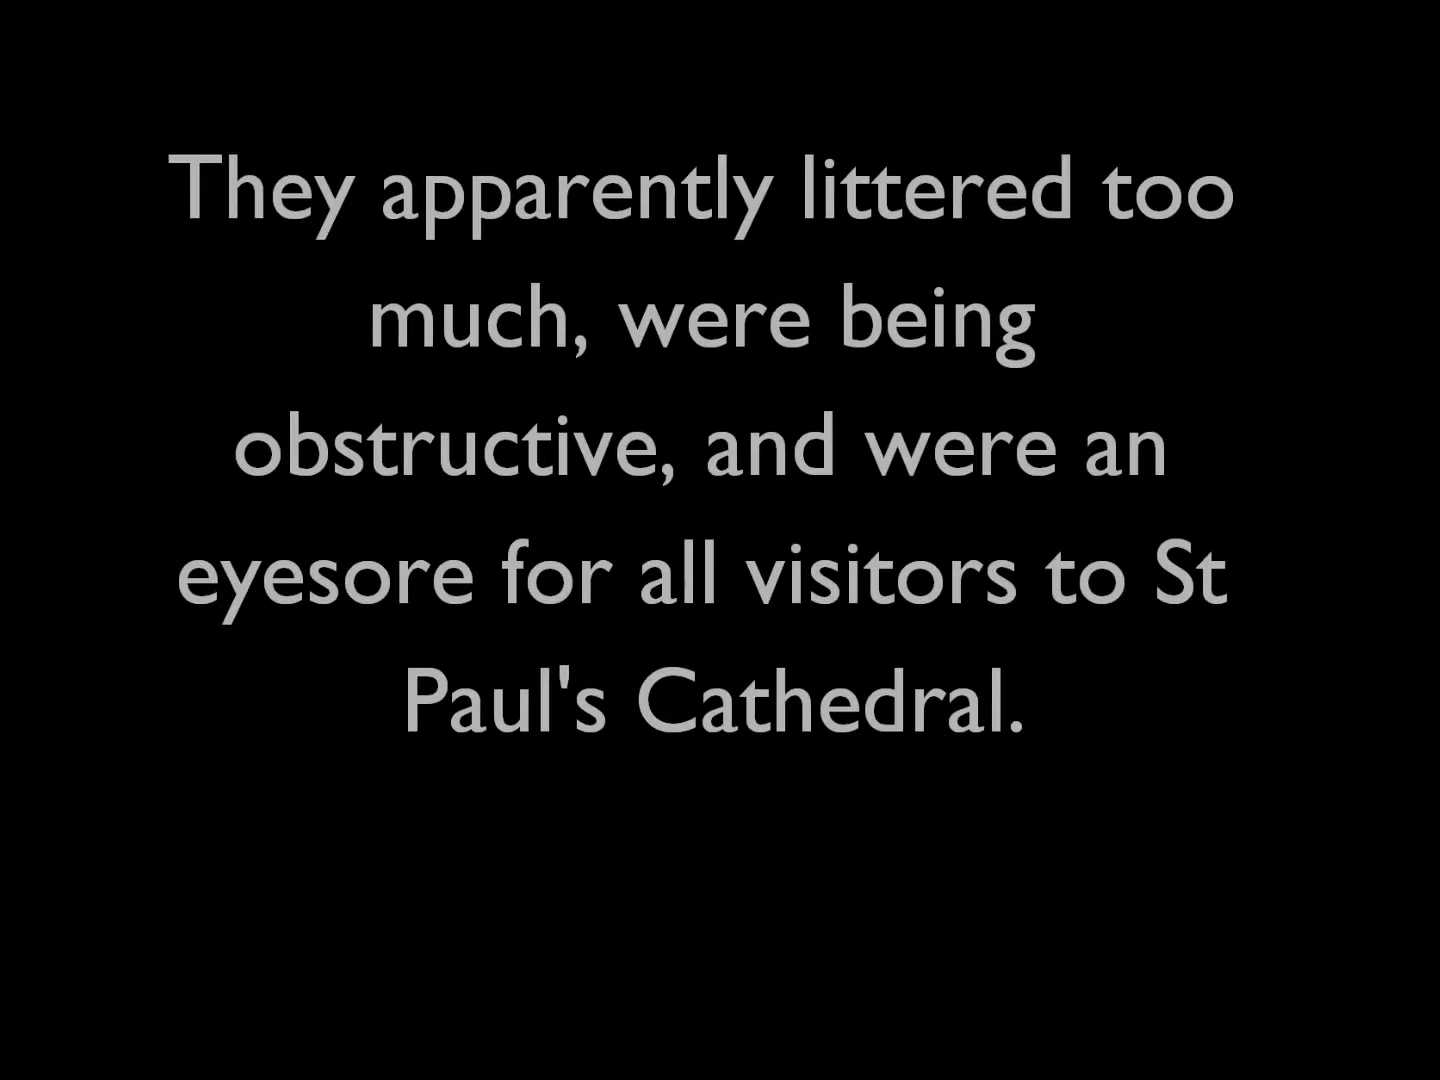 They apparently littered too
much, were being
obstructive, and were an
eyesore for all visitors to St
Paul's Cathedral.